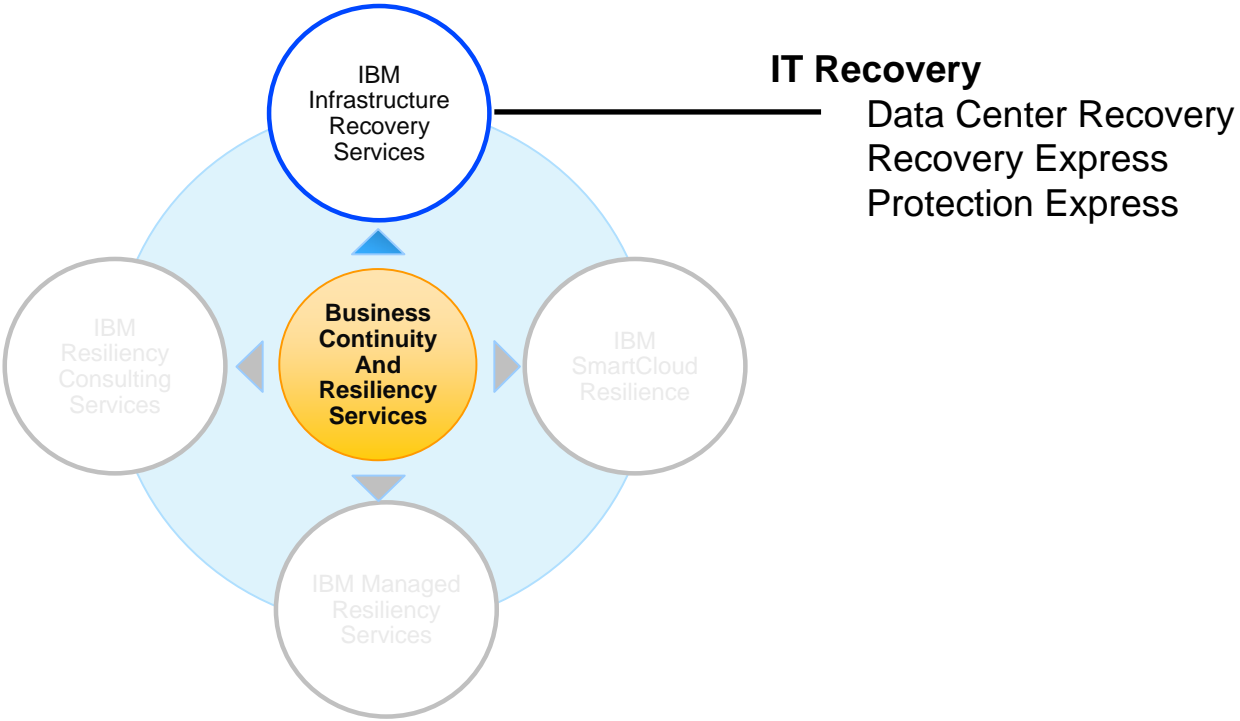 IBM
Infrastructure
Recovery
Services
IT Recovery
Data Center Recovery
Recovery Express
Protection Express
IBM
Resiliency
Consulting
Services
Business
Continuity
And
Resiliency
Services
IBM
SmartCloud
Resilience
IBM Managed
Resiliency
Services